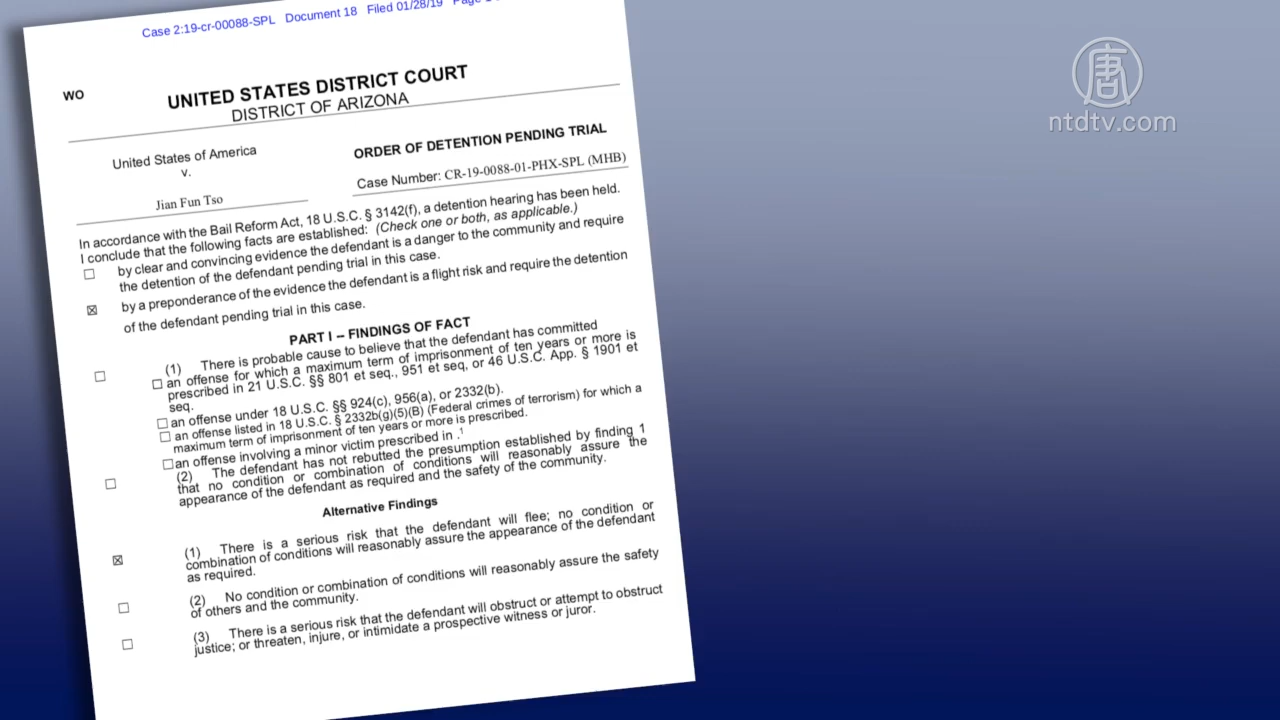 Case 2:19-cr-00088-SPL Document 18 Filed 01/28/19 Page
唐
ntdtv.com
WO
UNITED STATES DISTRICT COURT
DISTRICT OF ARIZONA
United States of America
v.
Jian Fun Tso
ORDER OF DETENTION PENDING TRIAL
Case Number: CR-19-0088-01-PHX-SPL (MHB)
In accordance with the Bail Reform Act, 18 U.S.C. § 3142(f), a detention hearing has been held.
I conclude that the following facts are established: (Check one or both, as applicable.)
☐ by clear and convincing evidence the defendant is a danger to the community and require
the detention of the defendant pending trial in this case.
☒ by a preponderance of the evidence the defendant is a flight risk and require the detention
of the defendant pending trial in this case.
PART I -- FINDINGS OF FACT
☐ (1) There is probable cause to believe that the defendant has committed
☐ an offense for which a maximum term of imprisonment of ten years or more is
prescribed in 21 U.S.C. §§ 801 et seq., 951 et seq, or 46 U.S.C. App. § 1901 et
seq.
☐ an offense under 18 U.S.C. §§ 924(c), 956(a), or 2332(b).
☐ an offense listed in 18 U.S.C. § 2332b(g)(5)(B) (Federal crimes of terrorism) for which a
maximum term of imprisonment of ten years or more is prescribed.
☐ an offense involving a minor victim prescribed in .1
☐ (2) The defendant has not rebutted the presumption established by finding 1
that no condition or combination of conditions will reasonably assure the
appearance of the defendant as required and the safety of the community.
Alternative Findings
☒ (1) There is a serious risk that the defendant will flee; no condition or
combination of conditions will reasonably assure the appearance of the defendant
as required.
☐ (2) No condition or combination of conditions will reasonably assure the safety
of others and the community.
☐ (3) There is a serious risk that the defendant will obstruct or attempt to obstruct
justice; or threaten, injure, or intimidate a prospective witness or juror.